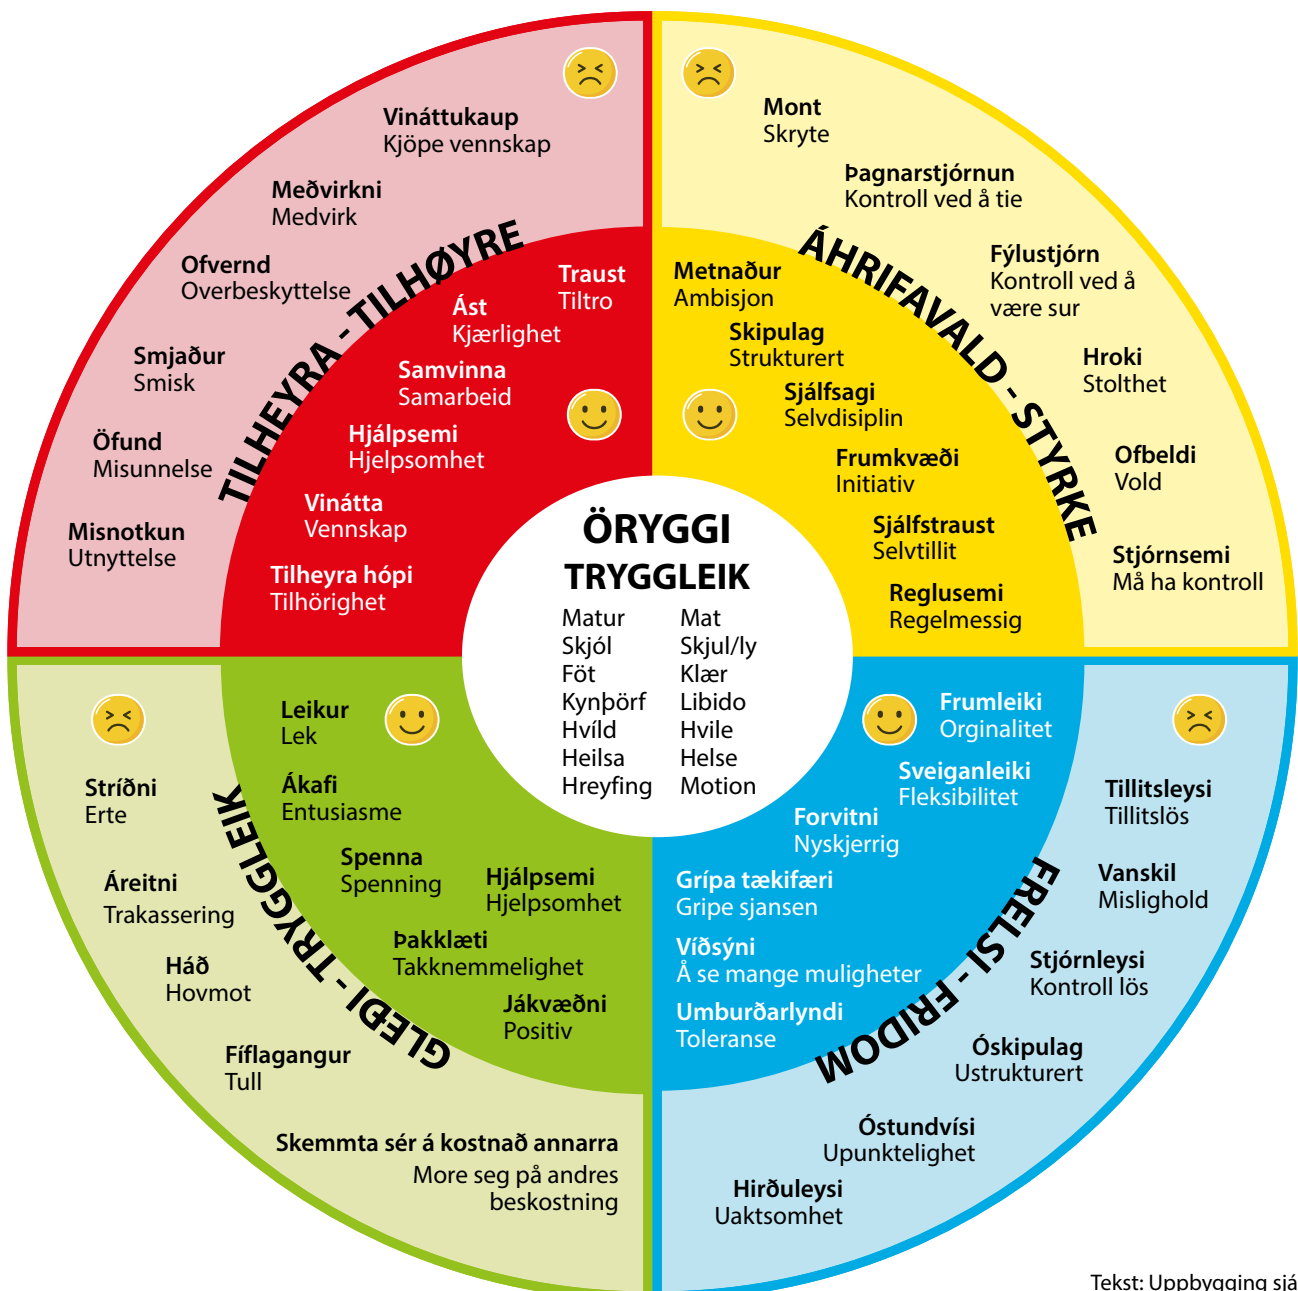 Vináttukaup
Kjöpe vennskap
Meðvirkni
Medvirk
Ofvernd
Overbeskyttelse
Smjaður
Smisk
Öfund
Misunnelse
Misnotkun
Utnyttelse
TILHEYRA - TILHØYRE
Traust
Tiltro
Ást
Kjærlighet
Samvinna
Samarbeid
Hjálpsemi
Hjelpsomhet
Vinátta
Vennskap
Tilheyra hópi
Tilhörighet
Mont
Skryte
Þagnarstjórnun
Kontroll ved å tie
Fýlustjórn
Kontroll ved å
være sur
Hroki
Stolthet
Ofbeldi
Vold
Stjórnsemi
Må ha kontroll
ÁHRIFAVALD - STYRKE
Metnaður
Ambisjon
Skipulag
Strukturert
Sjálfsagi
Selvdisiplin
Frumkvæði
Initiativ
Sjálfstraust
Selvtillit
Reglusemi
Regelmessig
ÖRYGGI
TRYGGLEIK
Matur Mat
Skjól Skjul/ly
Föt Klær
Kynþörf Libido
Hvíld Hvile
Heilsa Helse
Hreyfing Motion
Leikur
Lek
Ákafi
Entusiasme
Spenna
Spenning
Hjálpsemi
Hjelpsomhet
Þakklæti
Takknemmelighet
Jákvæðni
Positiv
GLEÐI - TRYGGLEIK
Stríðni
Erte
Áreitni
Trakassering
Háð
Hovmot
Fíflagangur
Tull
Skemmta sér á kostnað annarra
More seg på andres
beskostning
Frumleiki
Orginalitet
Sveiganleiki
Fleksibilitet
Forvitni
Nyskjerrig
Grípa tækifæri
Gripe sjansen
Víðsýni
Å se mange muligheter
Umburðarlyndi
Toleranse
FRELSI - FRIDOM
Tillitsleysi
Tillitslös
Vanskil
Mislighold
Stjórnleysi
Kontroll lös
Óskipulag
Ustrukturert
Óstundvísi
Upunktelighet
Hirðuleysi
Uaktsomhet
Tekst: Uppbygging sjá